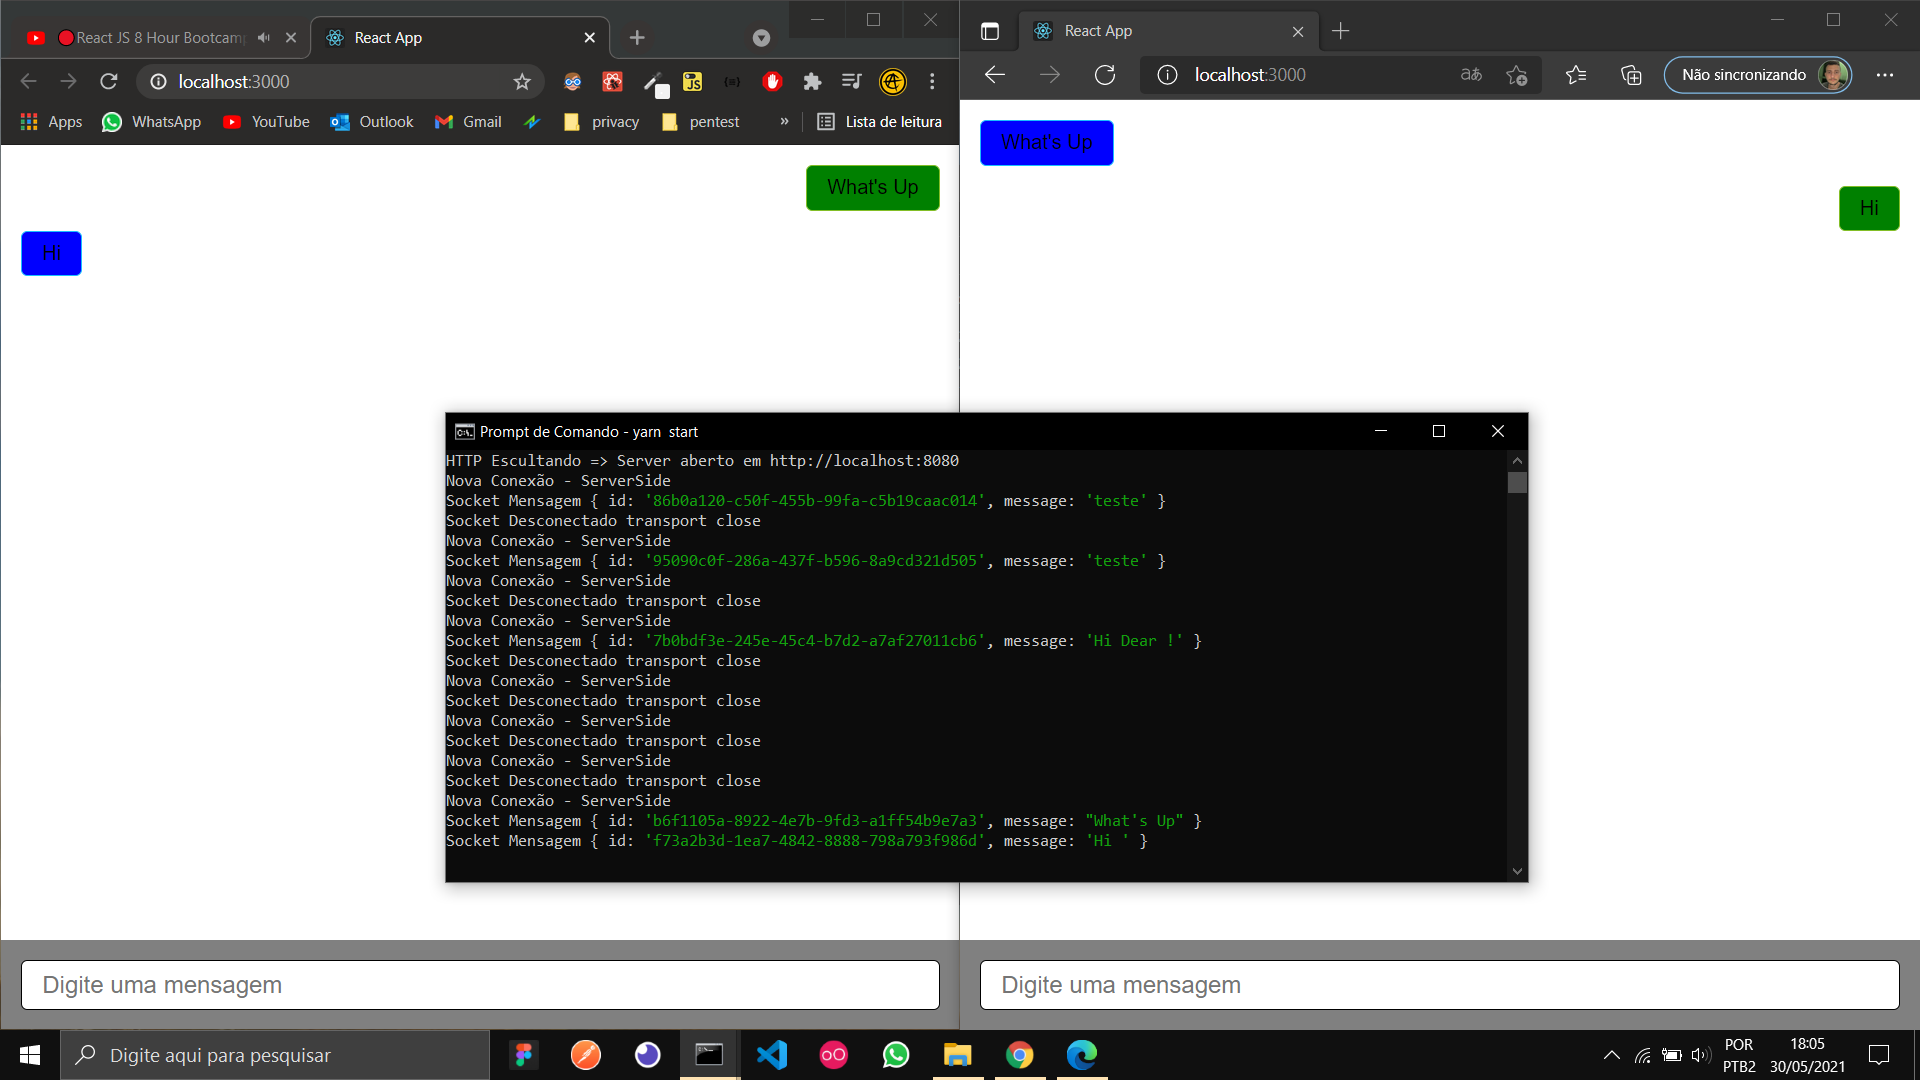 React JS 8 Hour Bootcamp
React App
localhost:3000
Apps
WhatsApp
YouTube
Outlook
Gmail
privacy
pentest
»
Lista de leitura
What's Up
Hi
React App
localhost:3000
Não sincronizando
What's Up
Hi
Prompt de Comando - yarn  start
HTTP Escultando => Server aberto em http://localhost:8080
Nova Conexão - ServerSide
Socket Mensagem { id: '86b0a120-c50f-455b-99fa-c5b19caac014', message: 'teste' }
Socket Desconectado transport close
Nova Conexão - ServerSide
Socket Mensagem { id: '95090c0f-286a-437f-b596-8a9cd321d505', message: 'teste' }
Nova Conexão - ServerSide
Socket Desconectado transport close
Nova Conexão - ServerSide
Socket Mensagem { id: '7b0bdf3e-245e-45c4-b7d2-a7af27011cb6', message: 'Hi Dear !' }
Socket Desconectado transport close
Nova Conexão - ServerSide
Socket Desconectado transport close
Nova Conexão - ServerSide
Socket Desconectado transport close
Nova Conexão - ServerSide
Socket Desconectado transport close
Nova Conexão - ServerSide
Socket Mensagem { id: 'b6f1105a-8922-4e7b-9fd3-a1ff54b9e7a3', message: "What's Up" }
Socket Mensagem { id: 'f73a2b3d-1ea7-4842-8888-798a793f986d', message: 'Hi ' }
Digite uma mensagem
Digite uma mensagem
Digite aqui para pesquisar
POR
PTB2
18:05
30/05/2021